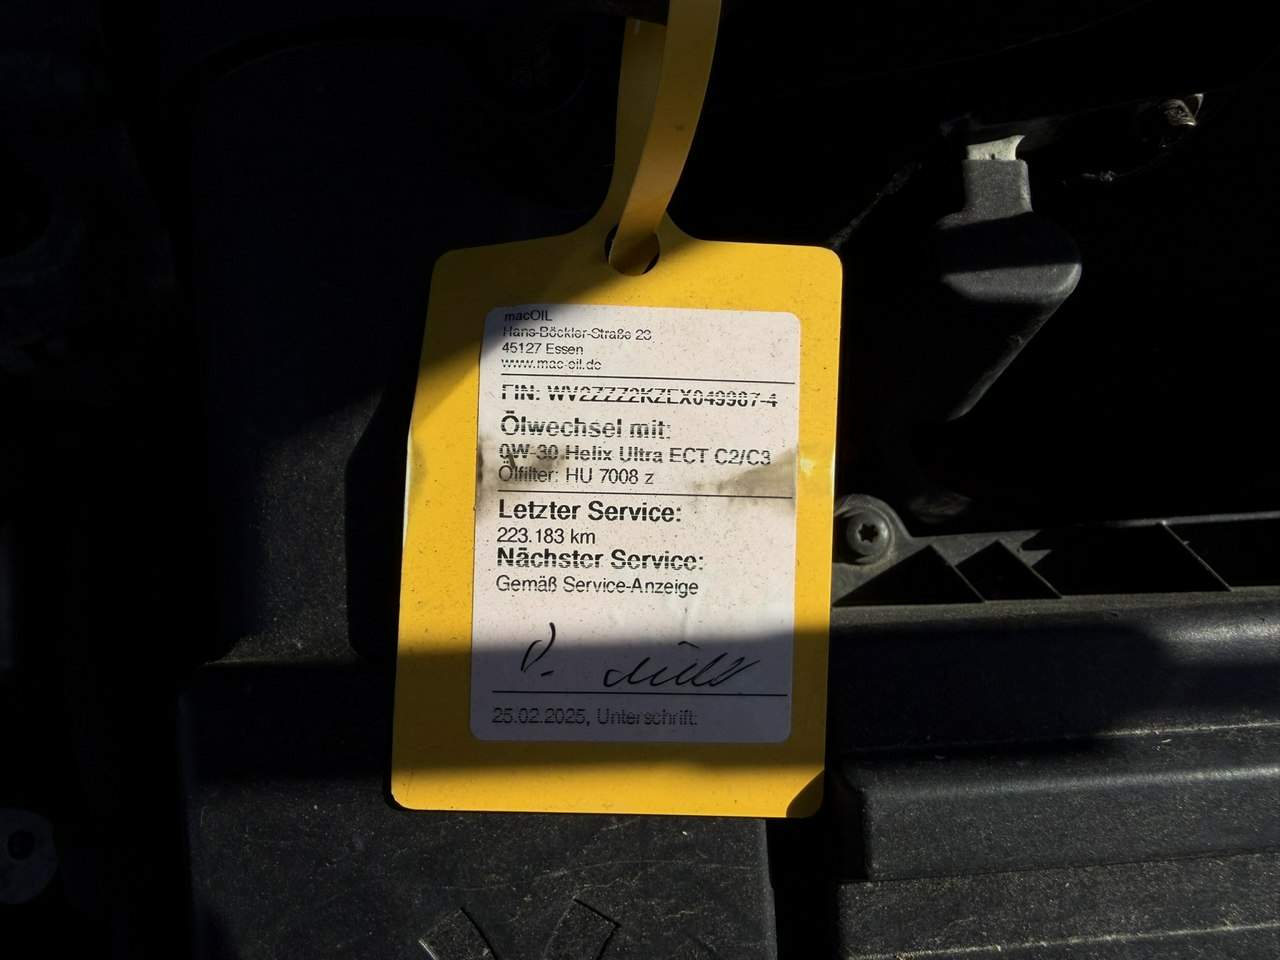 macOIL
Hans-Böckler-Straße 23
45127 Essen
www.mac-oil.de
FIN: WV2ZZZ2KZEX049987-4
Ölwechsel mit:
0W-30 Helix Ultra ECT C2/C3
Ölfilter: HU 7008 z
Letzter Service:
223.183 km
Nächster Service:
Gemäß Service-Anzeige
25.02.2025, Unterschrift: